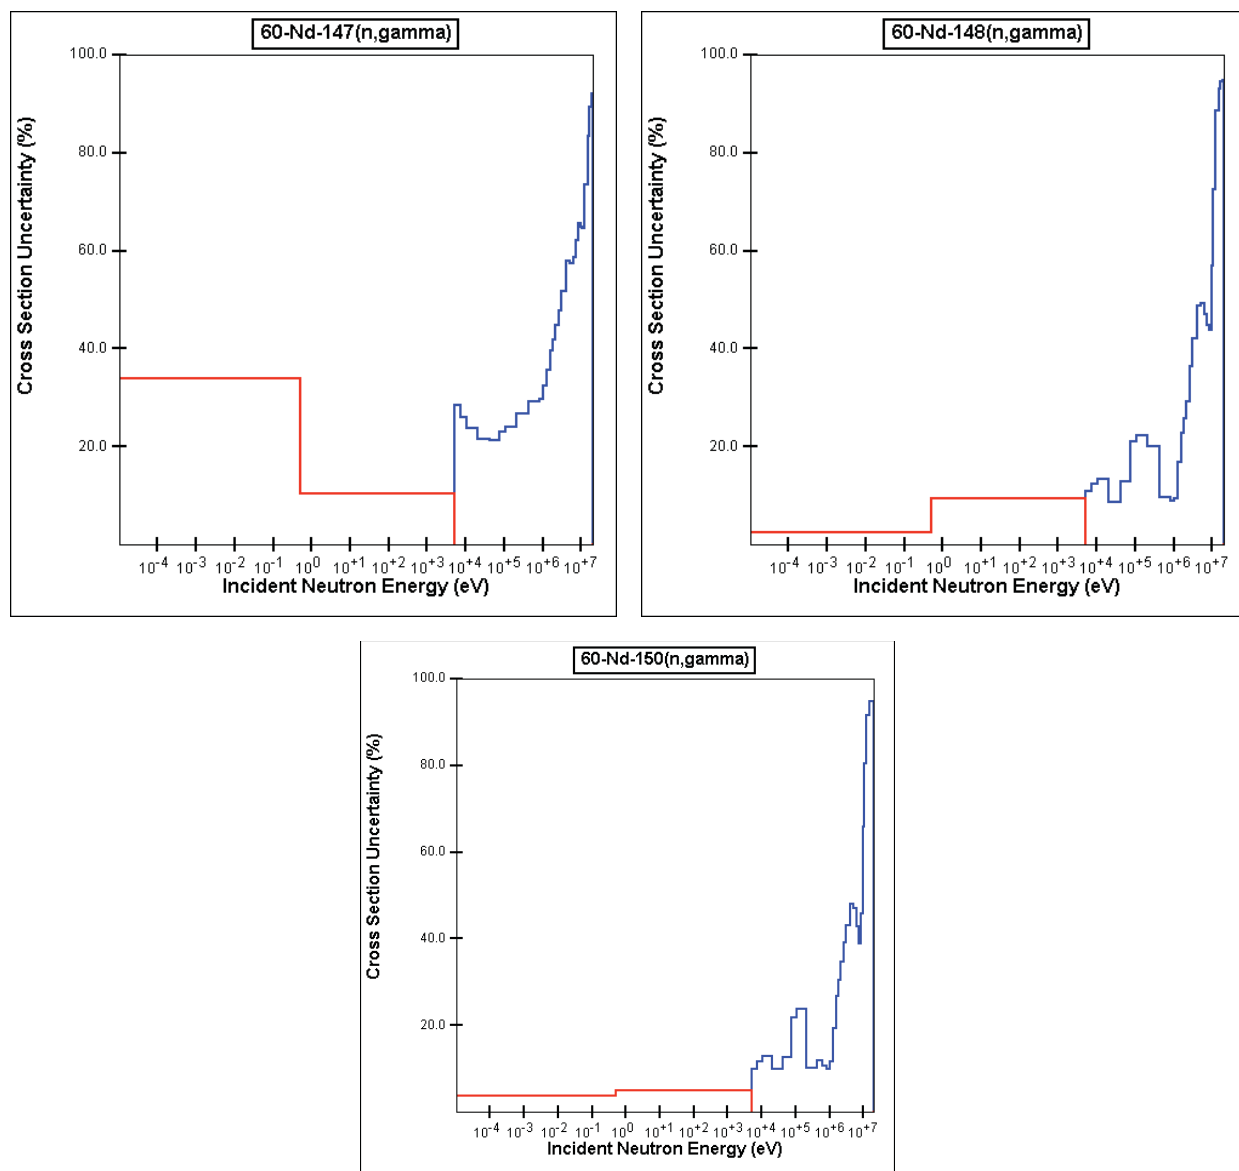 60-Nd-147(n,gamma)
Cross Section Uncertainty (%)
100.0
80.0
60.0
40.0
20.0
10-4 10-3 10-2 10-1 100 10+1 10+2 10+3 10+4 10+5 10+6 10+7
Incident Neutron Energy (eV)
60-Nd-148(n,gamma)
Cross Section Uncertainty (%)
100.0
80.0
60.0
40.0
20.0
10-4 10-3 10-2 10-1 100 10+1 10+2 10+3 10+4 10+5 10+6 10+7
Incident Neutron Energy (eV)
60-Nd-150(n,gamma)
Cross Section Uncertainty (%)
100.0
80.0
60.0
40.0
20.0
10-4 10-3 10-2 10-1 100 10+1 10+2 10+3 10+4 10+5 10+6 10+7
Incident Neutron Energy (eV)